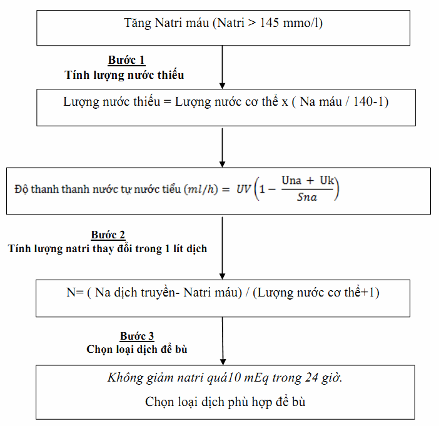 Tăng Natri máu (Natri > 145 mmo/l)
Bước 1
Tính lượng nước thiếu
Lượng nước thiếu = Lượng nước cơ thể x ( Na máu / 140-1)
Độ thanh thanh nước tự nước tiểu (ml/h) = UV(1 − (Una + Uk)/Sna)
Bước 2
Tính lượng natri thay đổi trong 1 lít dịch
N= ( Na dịch truyền- Natri máu) / (Lượng nước cơ thể+1)
Bước 3
Chọn loại dịch để bù
Không giảm natri quá10 mEq trong 24 giờ.
Chọn loại dịch phù hợp để bù